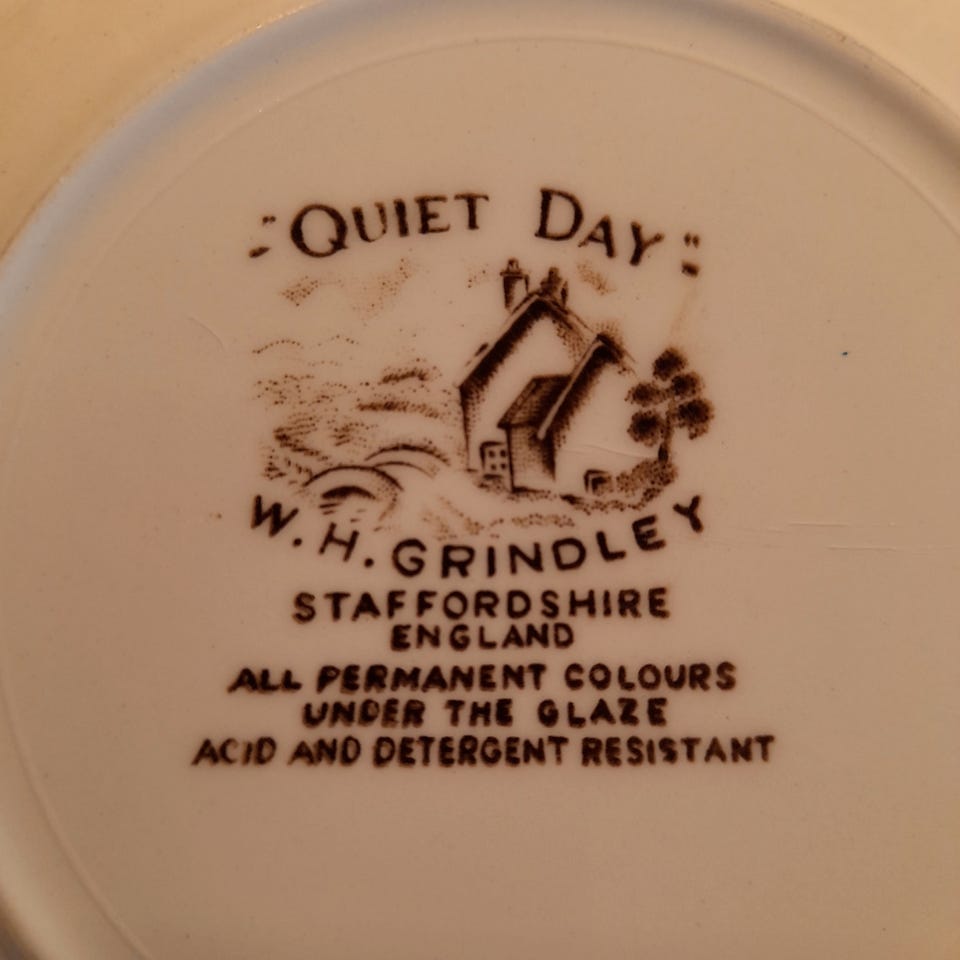 "QUIET DAY"
W.H. GRINDLEY
STAFFORDSHIRE
ENGLAND
ALL PERMANENT COLOURS
UNDER THE GLAZE
ACID AND DETERGENT RESISTANT